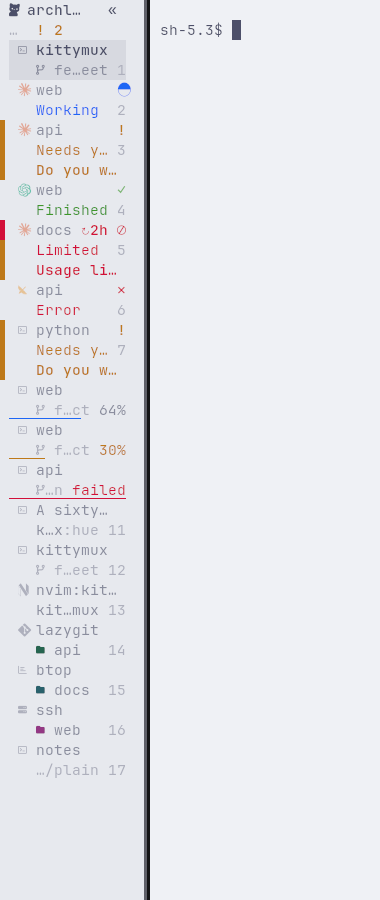 archl… «
… ! 2
kittymux
fe…eet 1
web
Working 2
api !
Needs y… 3
Do you w…
web ✓
Finished 4
docs ↻2h ⊘
Limited 5
Usage li…
api ×
Error 6
python !
Needs y… 7
Do you w…
web
f…ct 64%
web
f…ct 30%
api
…n failed
A sixty…
k…x:hue 11
kittymux
f…eet 12
nvim:kit…
kit…mux 13
lazygit
api 14
btop
docs 15
ssh
web 16
notes
…/plain 17
sh-5.3$